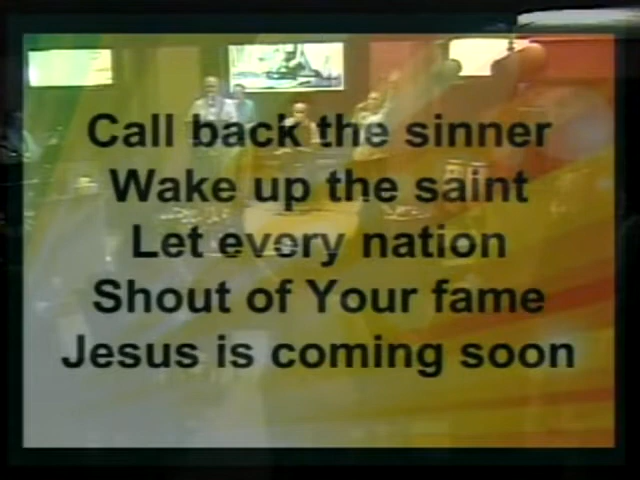 Call back the sinner
Wake up the saint
Let every nation
Shout of Your fame
Jesus is coming soon